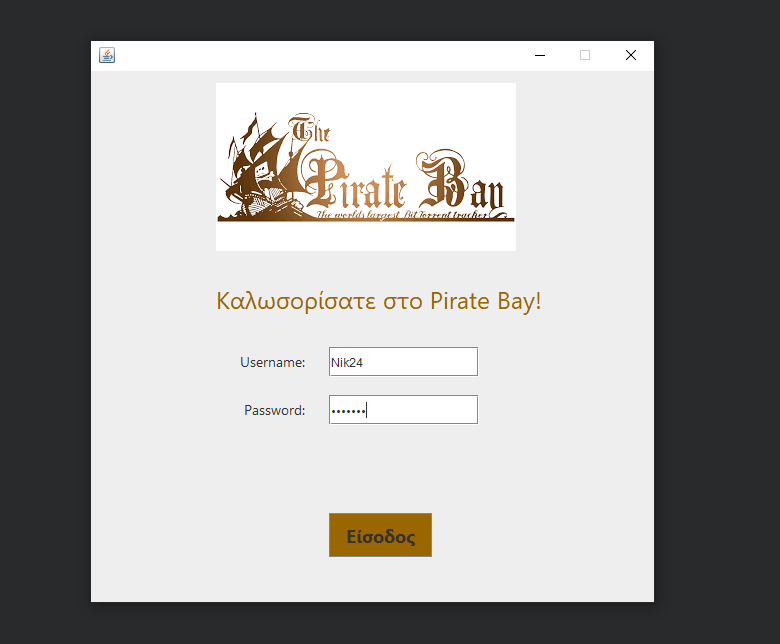 The
Pirate Bay
The worlds largest BitTorrent tracker
Καλωσορίσατε στο Pirate Bay!
Username:
Nik24
Password:
•••••••
Είσοδος